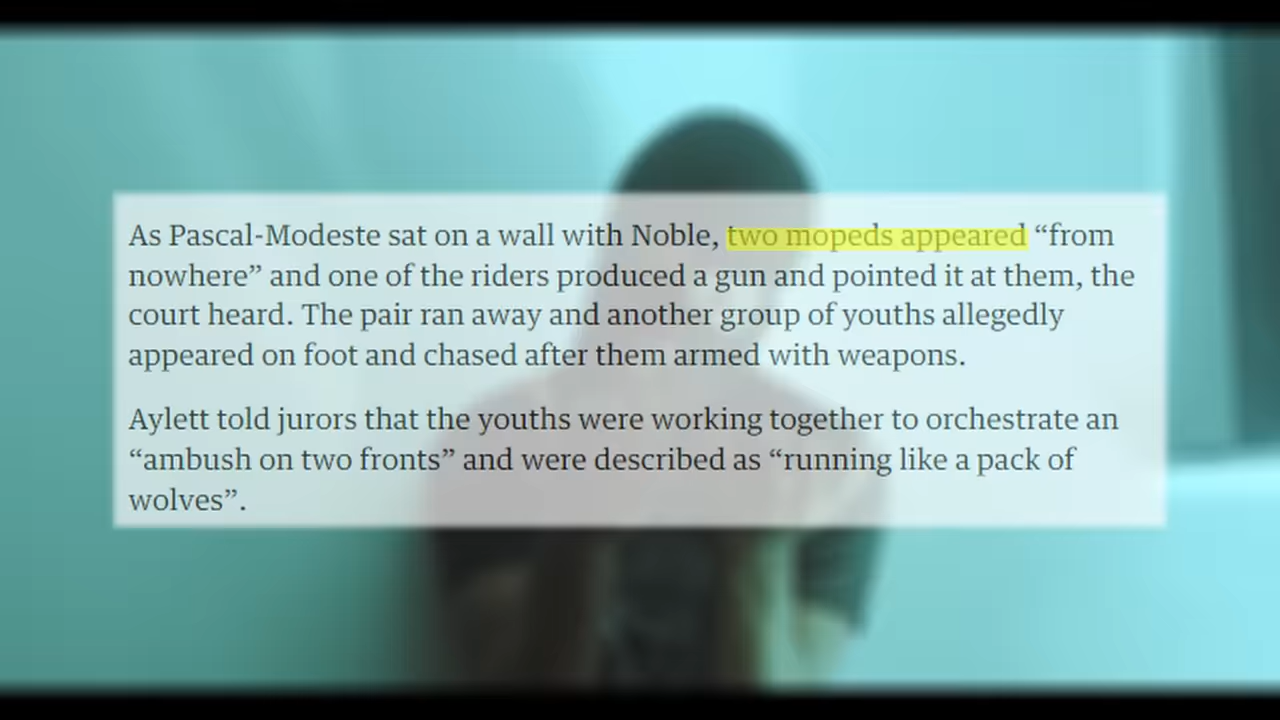 As Pascal-Modeste sat on a wall with Noble, two mopeds appeared “from
nowhere” and one of the riders produced a gun and pointed it at them, the
court heard. The pair ran away and another group of youths allegedly
appeared on foot and chased after them armed with weapons.
Aylett told jurors that the youths were working together to orchestrate an
“ambush on two fronts” and were described as “running like a pack of
wolves”.